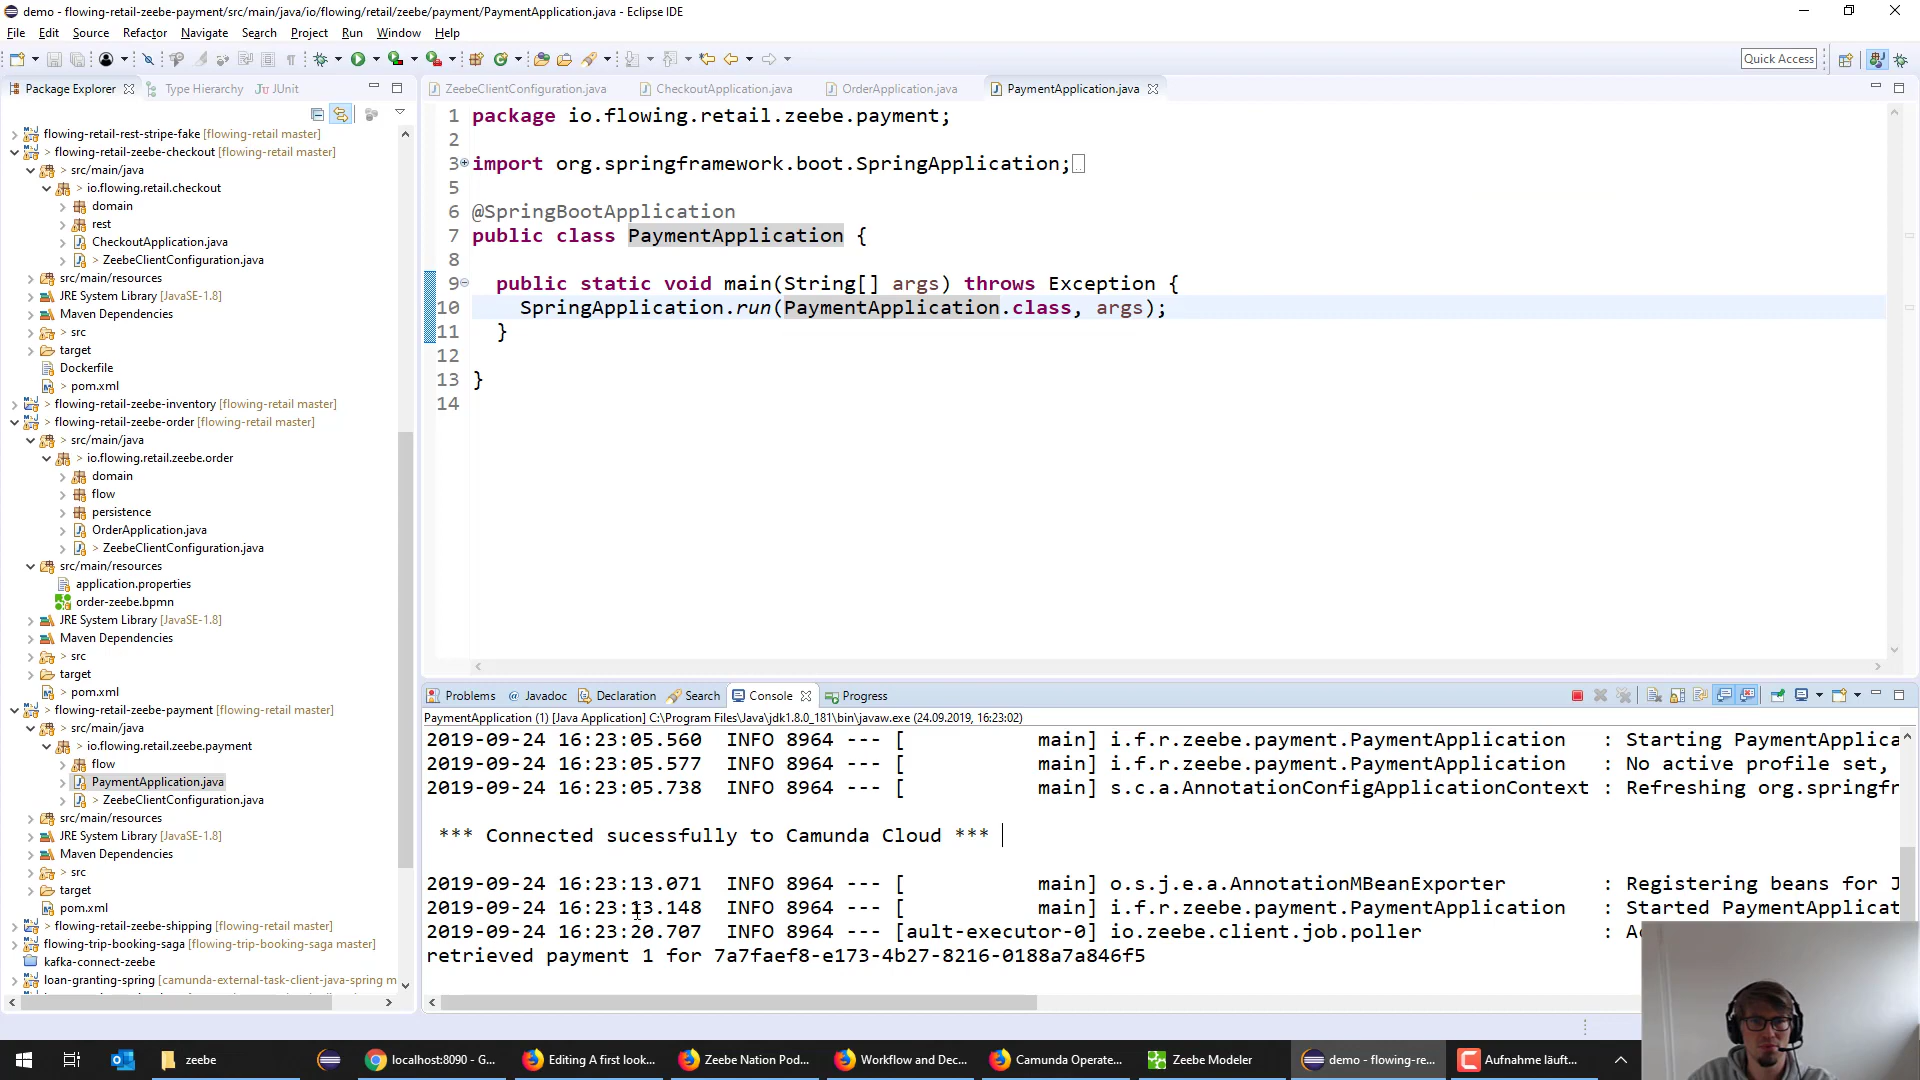 demo - flowing-retail-zeebe-payment/src/main/java/io/flowing/retail/zeebe/payment/PaymentApplication.java - Eclipse IDE
File Edit Source Refactor Navigate Search Project Run Window Help
Quick Access
Package Explorer Type Hierarchy JUnit
ZeebeClientConfiguration.java CheckoutApplication.java OrderApplication.java PaymentApplication.java
flowing-retail-rest-stripe-fake [flowing-retail master]
> flowing-retail-zeebe-checkout [flowing-retail master]
> src/main/java
> io.flowing.retail.checkout
domain
rest
CheckoutApplication.java
> ZeebeClientConfiguration.java
src/main/resources
JRE System Library [JavaSE-1.8]
Maven Dependencies
> src
target
Dockerfile
> pom.xml
> flowing-retail-zeebe-inventory [flowing-retail master]
> flowing-retail-zeebe-order [flowing-retail master]
> src/main/java
> io.flowing.retail.zeebe.order
domain
flow
persistence
OrderApplication.java
> ZeebeClientConfiguration.java
src/main/resources
application.properties
order-zeebe.bpmn
JRE System Library [JavaSE-1.8]
Maven Dependencies
> src
target
> pom.xml
> flowing-retail-zeebe-payment [flowing-retail master]
> src/main/java
> io.flowing.retail.zeebe.payment
flow
PaymentApplication.java
> ZeebeClientConfiguration.java
src/main/resources
JRE System Library [JavaSE-1.8]
Maven Dependencies
> src
target
> pom.xml
> flowing-retail-zeebe-shipping [flowing-retail master]
flowing-trip-booking-saga [flowing-trip-booking-saga master]
kafka-connect-zeebe
loan-granting-spring [camunda-external-task-client-java-spring m
1 package io.flowing.retail.zeebe.payment;
2
3 import org.springframework.boot.SpringApplication;
5
6 @SpringBootApplication
7 public class PaymentApplication {
8
9 public static void main(String[] args) throws Exception {
10 SpringApplication.run(PaymentApplication.class, args);
11 }
12
13 }
14
Problems Javadoc Declaration Search Console Progress
PaymentApplication (1) [Java Application] C:\Program Files\Java\jdk1.8.0_181\bin\javaw.exe (24.09.2019, 16:23:02)
2019-09-24 16:23:05.560 INFO 8964 --- [ main] i.f.r.zeebe.payment.PaymentApplication : Starting PaymentApplica
2019-09-24 16:23:05.577 INFO 8964 --- [ main] i.f.r.zeebe.payment.PaymentApplication : No active profile set,
2019-09-24 16:23:05.738 INFO 8964 --- [ main] s.c.a.AnnotationConfigApplicationContext : Refreshing org.springfr
*** Connected sucessfully to Camunda Cloud ***
2019-09-24 16:23:13.071 INFO 8964 --- [ main] o.s.j.e.a.AnnotationMBeanExporter : Registering beans for J
2019-09-24 16:23:13.148 INFO 8964 --- [ main] i.f.r.zeebe.payment.PaymentApplication : Started PaymentApplicat
2019-09-24 16:23:20.707 INFO 8964 --- [ault-executor-0] io.zeebe.client.job.poller :
retrieved payment 1 for 7a7faef8-e173-4b27-8216-0188a7a846f5
zeebe localhost:8090 - G... Editing A first look... Zeebe Nation Pod... Workflow and Dec... Camunda Operate... Zeebe Modeler demo - flowing-re... Aufnahme läuft...